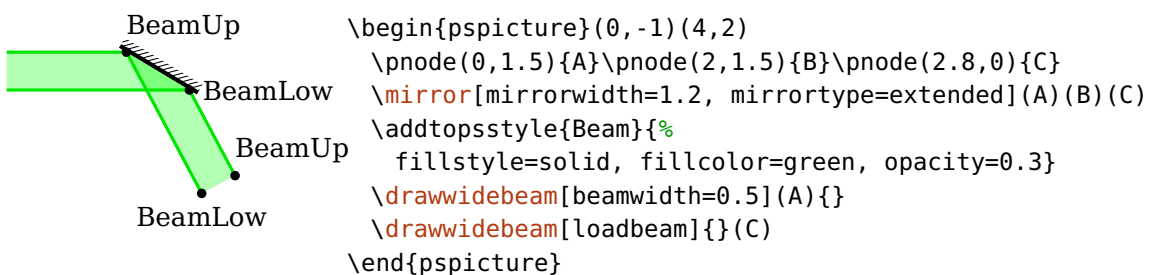 BeamUp
BeamLow
BeamUp
BeamLow
\begin{pspicture}(0,-1)(4,2)
\pnode(0,1.5){A}\pnode(2,1.5){B}\pnode(2.8,0){C}
\mirror[mirrorwidth=1.2, mirrortype=extended](A)(B)(C)
\addtopsstyle{Beam}{%
fillstyle=solid, fillcolor=green, opacity=0.3}
\drawwidebeam[beamwidth=0.5](A){}
\drawwidebeam[loadbeam]{}(C)
\end{pspicture}